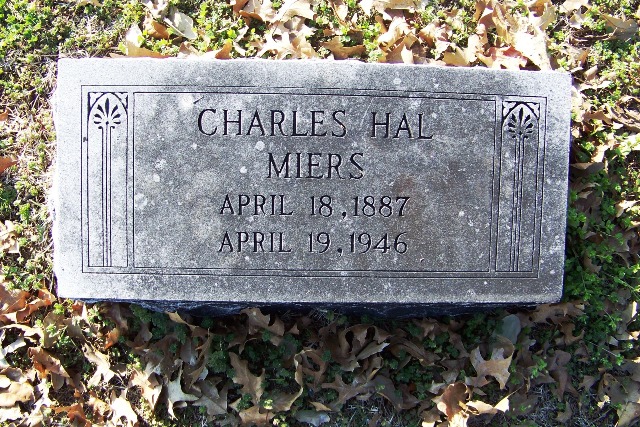 CHARLES HAL
MIERS
APRIL 18, 1887
APRIL 19, 1946